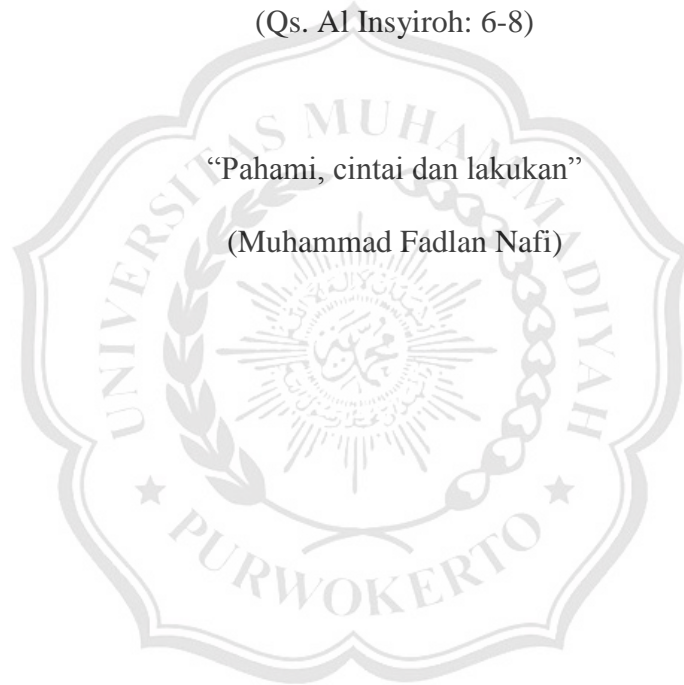 (Qs. Al Insyiroh: 6-8)
“Pahami, cintai dan lakukan”
(Muhammad Fadlan Nafi)
UNIVERSITAS MUHAMMADIYAH
PURWOKERTO